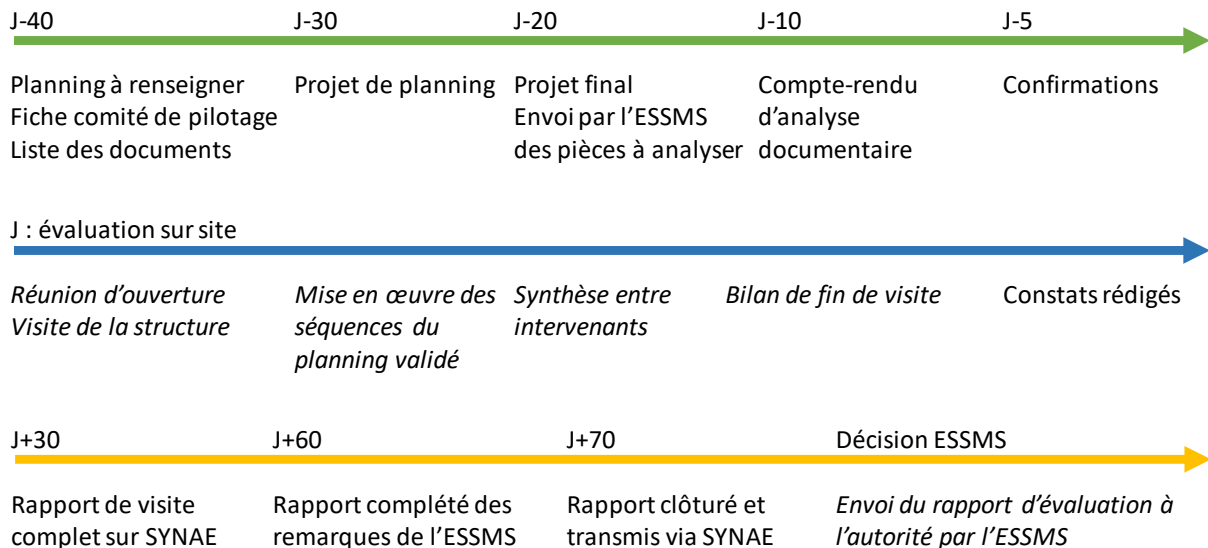 J-40
J-30
J-20
J-10
J-5
Planning à renseigner
Fiche comité de pilotage
Liste des documents
Projet de planning
Projet final
Envoi par l’ESSMS
des pièces à analyser
Compte-rendu
d’analyse
documentaire
Confirmations
J : évaluation sur site
Réunion d’ouverture
Visite de la structure
Mise en œuvre des
séquences du
planning validé
Synthèse entre
intervenants
Bilan de fin de visite
Constats rédigés
J+30
J+60
J+70
Décision ESSMS
Rapport de visite
complet sur SYNAE
Rapport complété des
remarques de l’ESSMS
Rapport clôturé et
transmis via SYNAE
Envoi du rapport d’évaluation à
l’autorité par l’ESSMS